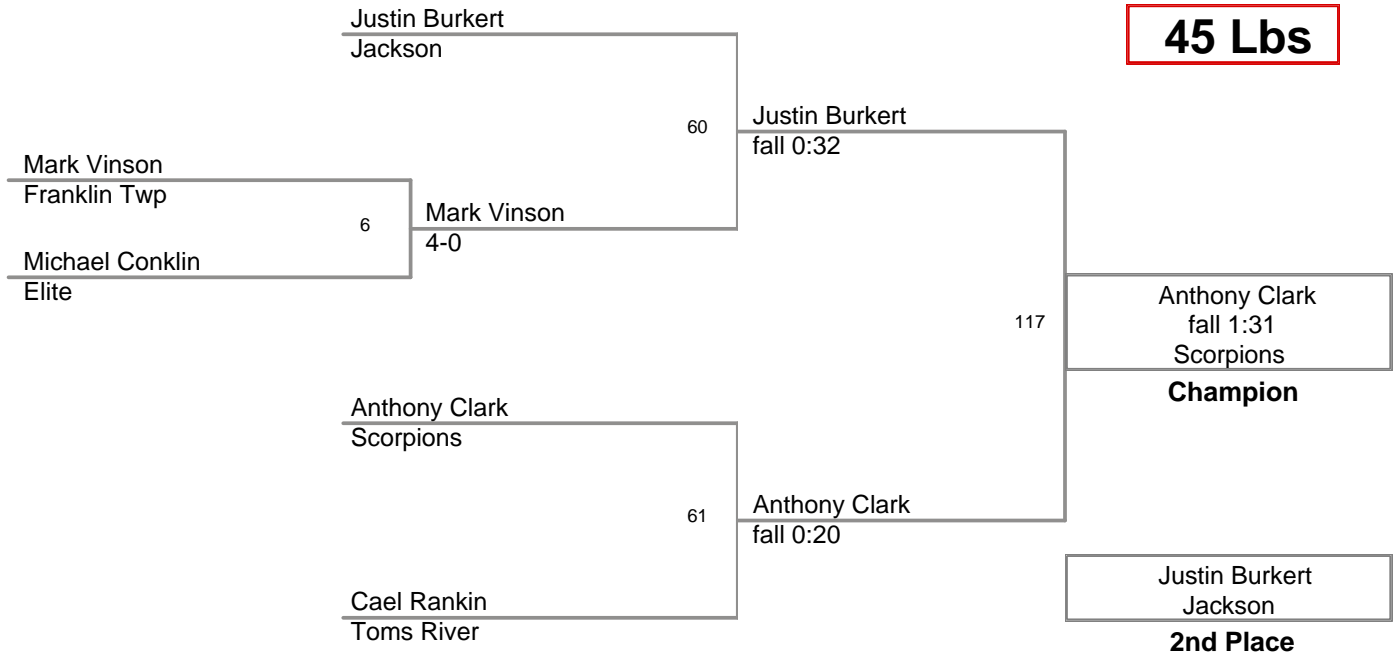 45 Lbs
Justin Burkert
Jackson
60
Justin Burkert
fall 0:32
Mark Vinson
Franklin Twp
6
Mark Vinson
4-0
Michael Conklin
Elite
117
Anthony Clark
fall 1:31
Scorpions
Champion
Anthony Clark
Scorpions
61
Anthony Clark
fall 0:20
Cael Rankin
Toms River
Justin Burkert
Jackson
2nd Place